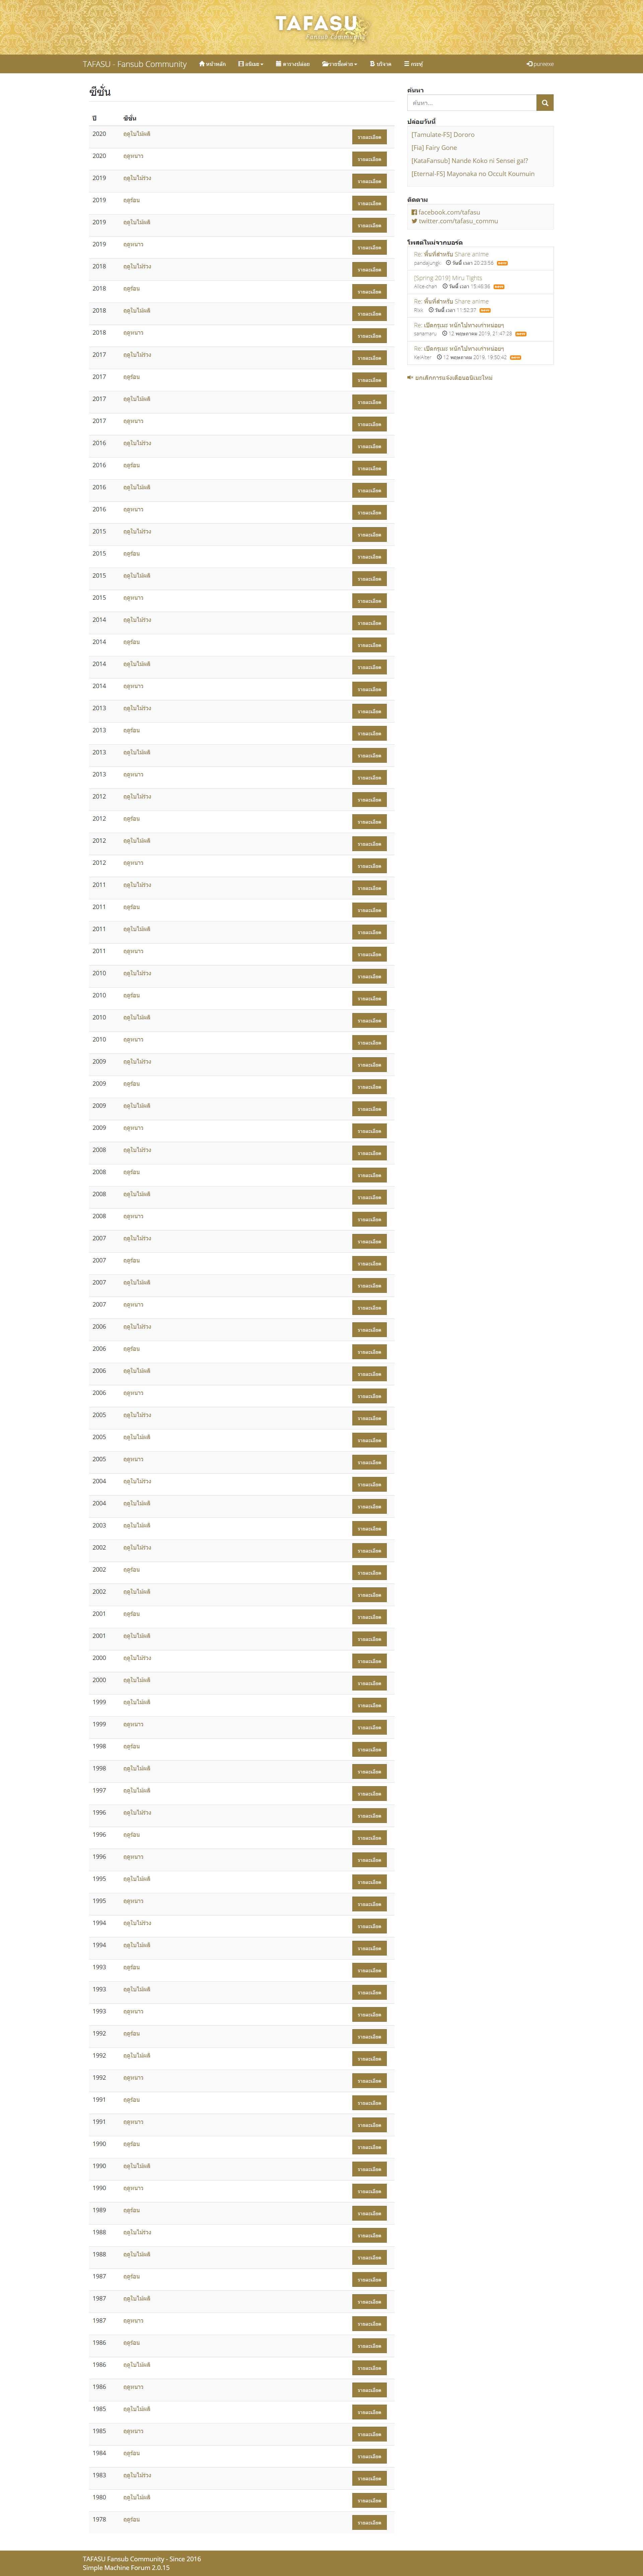 TAFASU
Fansub Community
TAFASU - Fansub Community หน้าหลัก อนิเมะ ตารางปล่อย รายชื่อค่าย บริจาค กระทู้ pureexe
ซีซั่น
ปี ซีซั่น
2020 ฤดูใบไม้ผลิ รายละเอียด
2020 ฤดูหนาว รายละเอียด
2019 ฤดูใบไม้ร่วง รายละเอียด
2019 ฤดูร้อน รายละเอียด
2019 ฤดูใบไม้ผลิ รายละเอียด
2019 ฤดูหนาว รายละเอียด
2018 ฤดูใบไม้ร่วง รายละเอียด
2018 ฤดูร้อน รายละเอียด
2018 ฤดูใบไม้ผลิ รายละเอียด
2018 ฤดูหนาว รายละเอียด
2017 ฤดูใบไม้ร่วง รายละเอียด
2017 ฤดูร้อน รายละเอียด
2017 ฤดูใบไม้ผลิ รายละเอียด
2017 ฤดูหนาว รายละเอียด
2016 ฤดูใบไม้ร่วง รายละเอียด
2016 ฤดูร้อน รายละเอียด
2016 ฤดูใบไม้ผลิ รายละเอียด
2016 ฤดูหนาว รายละเอียด
2015 ฤดูใบไม้ร่วง รายละเอียด
2015 ฤดูร้อน รายละเอียด
2015 ฤดูใบไม้ผลิ รายละเอียด
2015 ฤดูหนาว รายละเอียด
2014 ฤดูใบไม้ร่วง รายละเอียด
2014 ฤดูร้อน รายละเอียด
2014 ฤดูใบไม้ผลิ รายละเอียด
2014 ฤดูหนาว รายละเอียด
2013 ฤดูใบไม้ร่วง รายละเอียด
2013 ฤดูร้อน รายละเอียด
2013 ฤดูใบไม้ผลิ รายละเอียด
2013 ฤดูหนาว รายละเอียด
2012 ฤดูใบไม้ร่วง รายละเอียด
2012 ฤดูร้อน รายละเอียด
2012 ฤดูใบไม้ผลิ รายละเอียด
2012 ฤดูหนาว รายละเอียด
2011 ฤดูใบไม้ร่วง รายละเอียด
2011 ฤดูร้อน รายละเอียด
2011 ฤดูใบไม้ผลิ รายละเอียด
2011 ฤดูหนาว รายละเอียด
2010 ฤดูใบไม้ร่วง รายละเอียด
2010 ฤดูร้อน รายละเอียด
2010 ฤดูใบไม้ผลิ รายละเอียด
2010 ฤดูหนาว รายละเอียด
2009 ฤดูใบไม้ร่วง รายละเอียด
2009 ฤดูร้อน รายละเอียด
2009 ฤดูใบไม้ผลิ รายละเอียด
2009 ฤดูหนาว รายละเอียด
2008 ฤดูใบไม้ร่วง รายละเอียด
2008 ฤดูร้อน รายละเอียด
2008 ฤดูใบไม้ผลิ รายละเอียด
2008 ฤดูหนาว รายละเอียด
2007 ฤดูใบไม้ร่วง รายละเอียด
2007 ฤดูร้อน รายละเอียด
2007 ฤดูใบไม้ผลิ รายละเอียด
2007 ฤดูหนาว รายละเอียด
2006 ฤดูใบไม้ร่วง รายละเอียด
2006 ฤดูร้อน รายละเอียด
2006 ฤดูใบไม้ผลิ รายละเอียด
2006 ฤดูหนาว รายละเอียด
2005 ฤดูใบไม้ร่วง รายละเอียด
2005 ฤดูใบไม้ผลิ รายละเอียด
2005 ฤดูหนาว รายละเอียด
2004 ฤดูใบไม้ร่วง รายละเอียด
2004 ฤดูใบไม้ผลิ รายละเอียด
2003 ฤดูใบไม้ผลิ รายละเอียด
2002 ฤดูใบไม้ร่วง รายละเอียด
2002 ฤดูร้อน รายละเอียด
2002 ฤดูใบไม้ผลิ รายละเอียด
2001 ฤดูร้อน รายละเอียด
2001 ฤดูใบไม้ผลิ รายละเอียด
2000 ฤดูใบไม้ร่วง รายละเอียด
2000 ฤดูใบไม้ผลิ รายละเอียด
1999 ฤดูใบไม้ผลิ รายละเอียด
1999 ฤดูหนาว รายละเอียด
1998 ฤดูร้อน รายละเอียด
1998 ฤดูใบไม้ผลิ รายละเอียด
1997 ฤดูใบไม้ผลิ รายละเอียด
1996 ฤดูใบไม้ร่วง รายละเอียด
1996 ฤดูร้อน รายละเอียด
1996 ฤดูหนาว รายละเอียด
1995 ฤดูใบไม้ผลิ รายละเอียด
1995 ฤดูหนาว รายละเอียด
1994 ฤดูใบไม้ร่วง รายละเอียด
1994 ฤดูใบไม้ผลิ รายละเอียด
1993 ฤดูร้อน รายละเอียด
1993 ฤดูใบไม้ผลิ รายละเอียด
1993 ฤดูหนาว รายละเอียด
1992 ฤดูร้อน รายละเอียด
1992 ฤดูใบไม้ผลิ รายละเอียด
1992 ฤดูหนาว รายละเอียด
1991 ฤดูร้อน รายละเอียด
1991 ฤดูหนาว รายละเอียด
1990 ฤดูร้อน รายละเอียด
1990 ฤดูใบไม้ผลิ รายละเอียด
1990 ฤดูหนาว รายละเอียด
1989 ฤดูร้อน รายละเอียด
1988 ฤดูใบไม้ร่วง รายละเอียด
1988 ฤดูใบไม้ผลิ รายละเอียด
1987 ฤดูร้อน รายละเอียด
1987 ฤดูใบไม้ผลิ รายละเอียด
1987 ฤดูหนาว รายละเอียด
1986 ฤดูร้อน รายละเอียด
1986 ฤดูใบไม้ผลิ รายละเอียด
1986 ฤดูหนาว รายละเอียด
1985 ฤดูใบไม้ผลิ รายละเอียด
1985 ฤดูหนาว รายละเอียด
1984 ฤดูร้อน รายละเอียด
1983 ฤดูใบไม้ร่วง รายละเอียด
1980 ฤดูใบไม้ผลิ รายละเอียด
1978 ฤดูร้อน รายละเอียด
ค้นหา
ค้นหา...
ปล่อยวันนี้
[Tamulate-FS] Dororo
[Fia] Fairy Gone
[KataFansub] Nande Koko ni Sensei ga!?
[Eternal-FS] Mayonaka no Occult Koumuin
ติดตาม
facebook.com/tafasu
twitter.com/tafasu_commu
โพสต์ใหม่จากบอร์ด
Re: พื้นที่สำหรับ Share anime
pandajungk วันนี้ เวลา 20:23:56 NEW
[Spring 2019] Miru Tights
Alice-chan วันนี้ เวลา 15:46:36 NEW
Re: พื้นที่สำหรับ Share anime
Rixi วันนี้ เวลา 11:52:37 NEW
Re: เปิดกรุเมะ หนักไปทางเก่าหน่อยๆ
sanamaru 12 พฤษภาคม 2019, 21:47:28 NEW
Re: เปิดกรุเมะ หนักไปทางเก่าหน่อยๆ
KaiAiter 12 พฤษภาคม 2019, 19:50:42 NEW
ยกเลิกการแจ้งเตือนอนิเมะใหม่
TAFASU Fansub Community - Since 2016
Simple Machine Forum 2.0.15